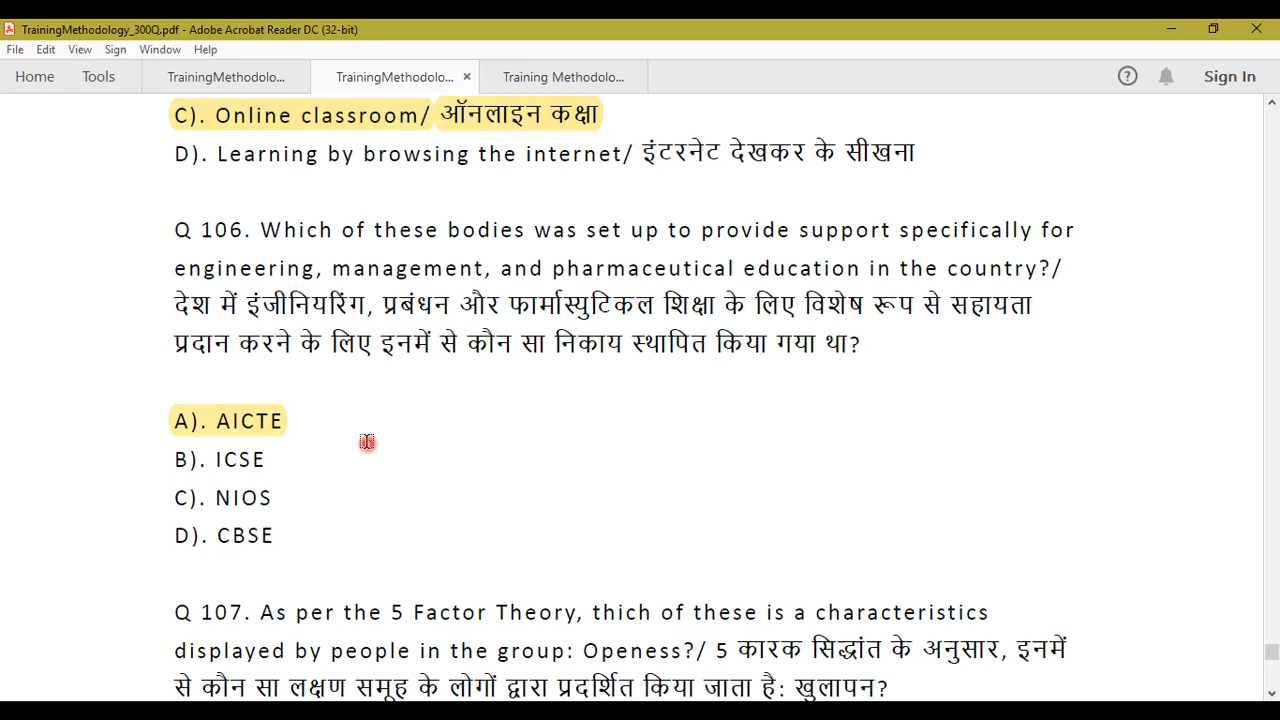 TrainingMethodology_300Q.pdf - Adobe Acrobat Reader DC (32-bit)
File Edit View Sign Window Help
Home Tools TrainingMethodolo... TrainingMethodolo... × Training Methodolo... ? Sign In
C). Online classroom/ ऑनलाइन कक्षा
D). Learning by browsing the internet/ इंटरनेट देखकर के सीखना
Q 106. Which of these bodies was set up to provide support specifically for
engineering, management, and pharmaceutical education in the country?/
देश में इंजीनियरिंग, प्रबंधन और फार्मास्युटिकल शिक्षा के लिए विशेष रूप से सहायता
प्रदान करने के लिए इनमें से कौन सा निकाय स्थापित किया गया था?
A). AICTE
B). ICSE
C). NIOS
D). CBSE
Q 107. As per the 5 Factor Theory, thich of these is a characteristics
displayed by people in the group: Openess?/ 5 कारक सिद्धांत के अनुसार, इनमें
से कौन सा लक्षण समूह के लोगों द्वारा प्रदर्शित किया जाता है: खुलापन?